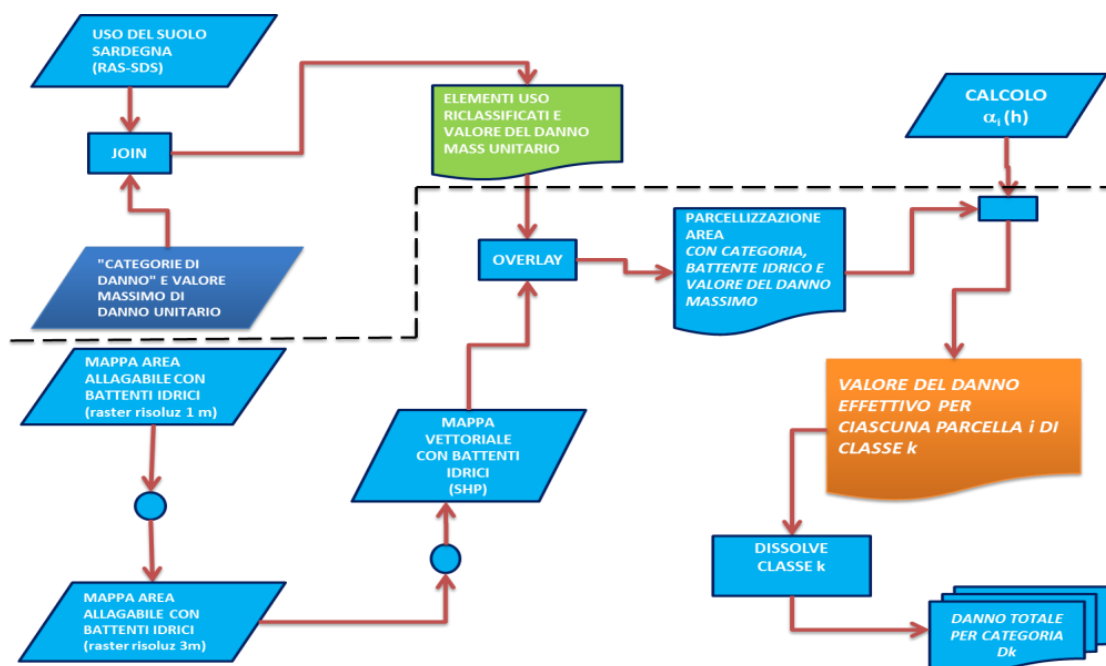 USO DEL SUOLO
SARDEGNA
(RAS-SDS)
JOIN
"CATEGORIE DI
DANNO" E VALORE
MASSIMO DI
DANNO UNITARIO
ELEMENTI USO
RICLASSIFICATI E
VALORE DEL DANNO
MASS UNITARIO
CALCOLO
αi (h)
OVERLAY
PARCELLIZZAZIONE
AREA
CON CATEGORIA,
BATTENTE IDRICO E
VALORE DEL DANNO
MASSIMO
MAPPA AREA
ALLAGABILE CON
BATTENTI IDRICI
(raster risoluz 1 m)
MAPPA
VETTORIALE
CON BATTENTI
IDRICI
(SHP)
VALORE DEL DANNO
EFFETTIVO PER
CIASCUNA PARCELLA i DI
CLASSE k
MAPPA AREA
ALLAGABILE CON
BATTENTI IDRICI
(raster risoluz 3m)
DISSOLVE
CLASSE k
DANNO TOTALE
PER CATEGORIA
Dk